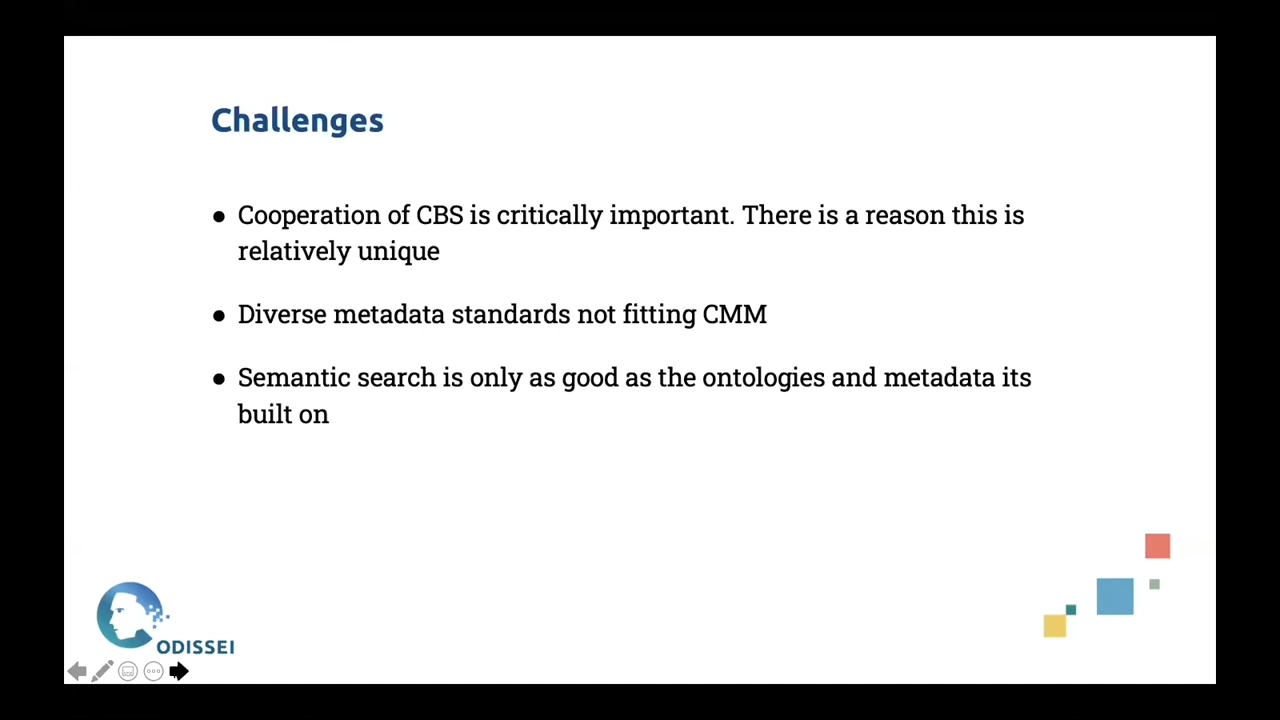 Challenges
● Cooperation of CBS is critically important. There is a reason this is
relatively unique
● Diverse metadata standards not fitting CMM
● Semantic search is only as good as the ontologies and metadata its
built on
ODISSEI